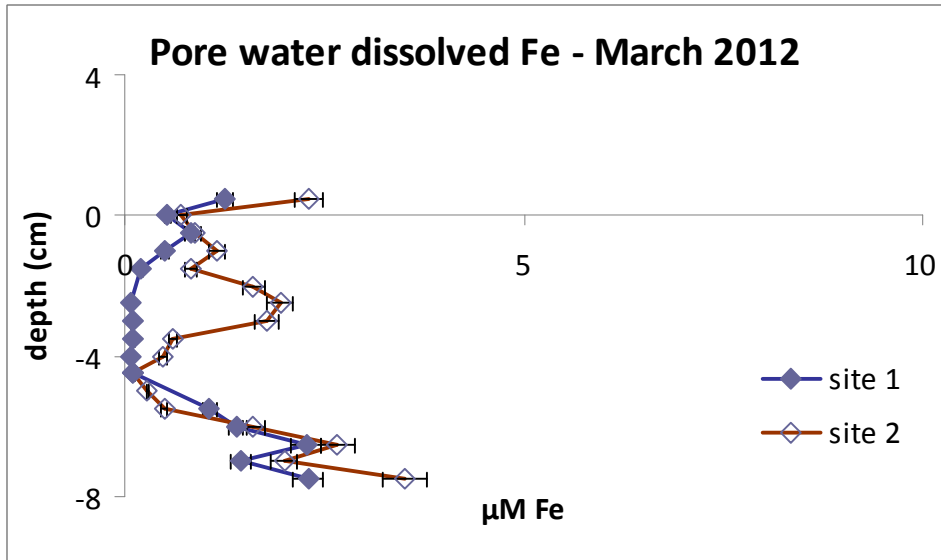 Pore water dissolved Fe - March 2012
4
0
-4
-8
depth (cm)
0
5
10
µM Fe
site 1
site 2